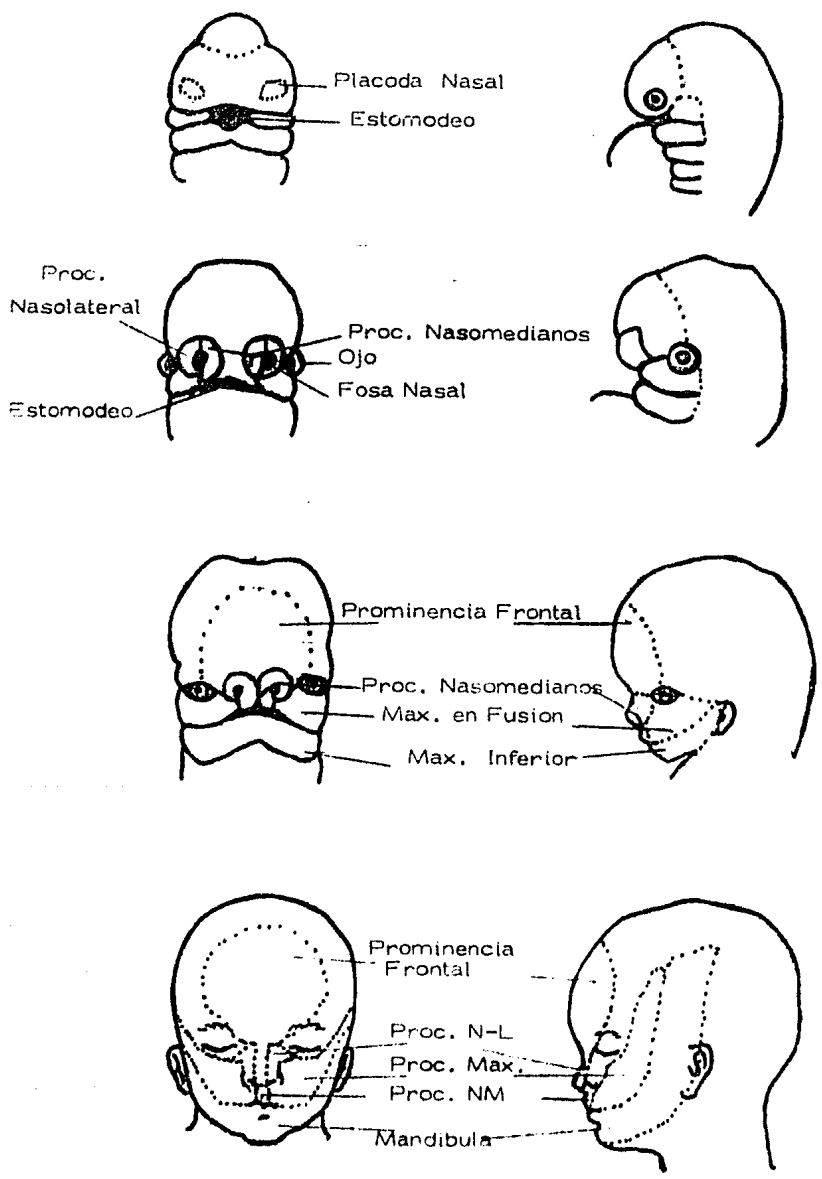 Placoda Nasal
Estomodeo
Proc.
Nasolateral
Proc. Nasomedianos
Ojo
Fosa Nasal
Estomodeo
Prominencia Frontal
Proc. Nasomedianos
Max. en Fusion
Max. Inferior
Prominencia
Frontal
Proc. N-L
Proc. Max.
Proc. NM
Mandibula